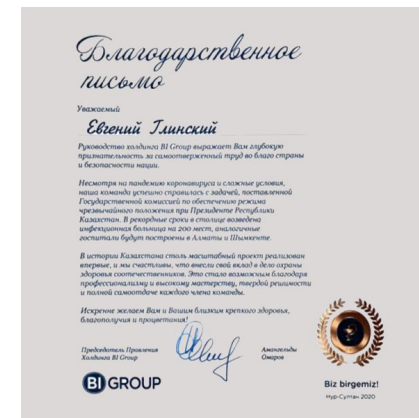 Благодарственное
письмо
Уважаемый
Евгений Глинский
Руководство холдинга BI Group выражает Вам глубокую
признательность за самоотверженный труд во благо страны
и безопасности нации.
Несмотря на пандемию коронавируса и сложные условия,
наша команда успешно справилась с задачей, поставленной
Государственной комиссией по обеспечению режима
чрезвычайного положения при Президенте Республики
Казахстан. В рекордные сроки в столице возведена
инфекционная больница на 200 мест, аналогичные
госпитали будут построены в Алматы и Шымкенте.
В истории Казахстана столь масштабный проект реализован
впервые, и мы счастливы, что внесли свой вклад в дело охраны
здоровья соотечественников. Это стало возможным благодаря
профессионализму и высокому мастерству, твердой решимости
и полной самоотдаче каждого члена команды.
Искренне желаем Вам и Вашим близким крепкого здоровья,
благополучия и процветания!
Председатель Правления
Холдинга BI Group
Амангельды
Омаров
BI GROUP
Biz birgemiz!
Нур-Султан 2020